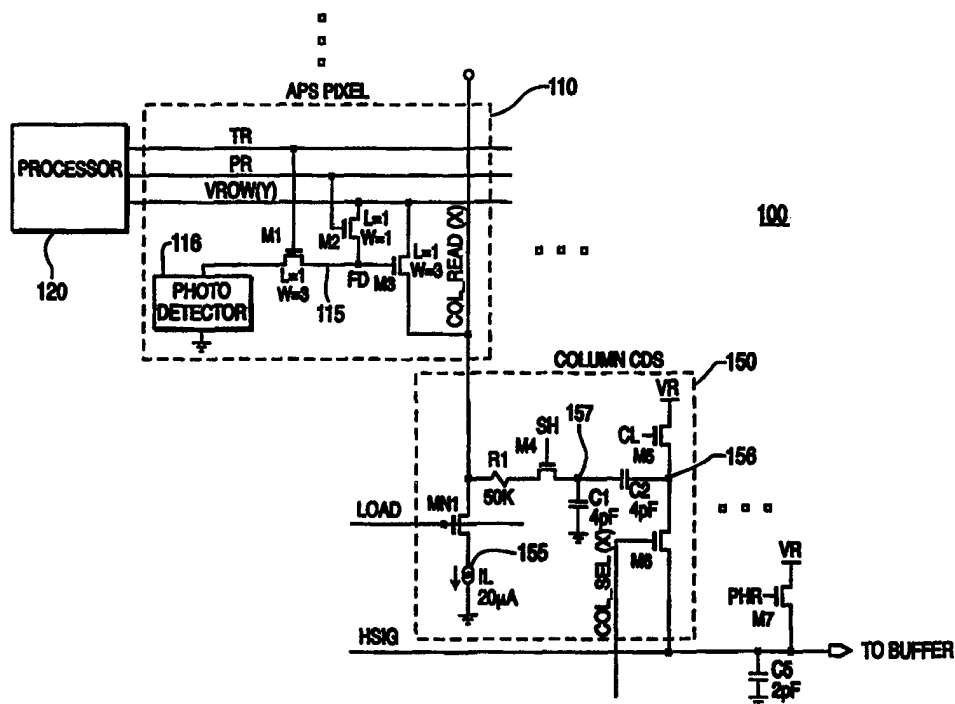 APS PIXEL
110
PROCESSOR
TR
PR
VROW(Y)
100
120
116
M1
M2
L=1
W=1
L=1
W=3
FD
M3
L=1
W=3
115
PHOTO
DETECTOR
COL_READ (X)
COLUMN CDS
150
VR
157
SH
M4
CL
M5
156
R1
50K
C1
4pF
C2
4pF
LOAD
MN1
155
IL
20µA
COL_SEL (X)
M6
VR
PHR
M7
HSIG
TO BUFFER
C5
2pF